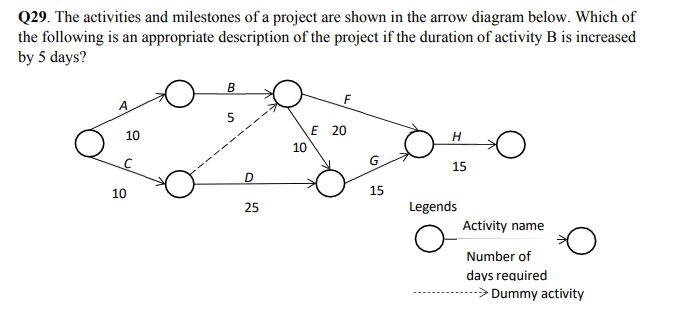 Q29. The activities and milestones of a project are shown in the arrow diagram below. Which of
the following is an appropriate description of the project if the duration of activity B is increased
by 5 days?
B
F
A
5
E 20
10
H
10
C
G
15
D
10
15
25
Legends
Activity name
Number of
days required
Dummy activity